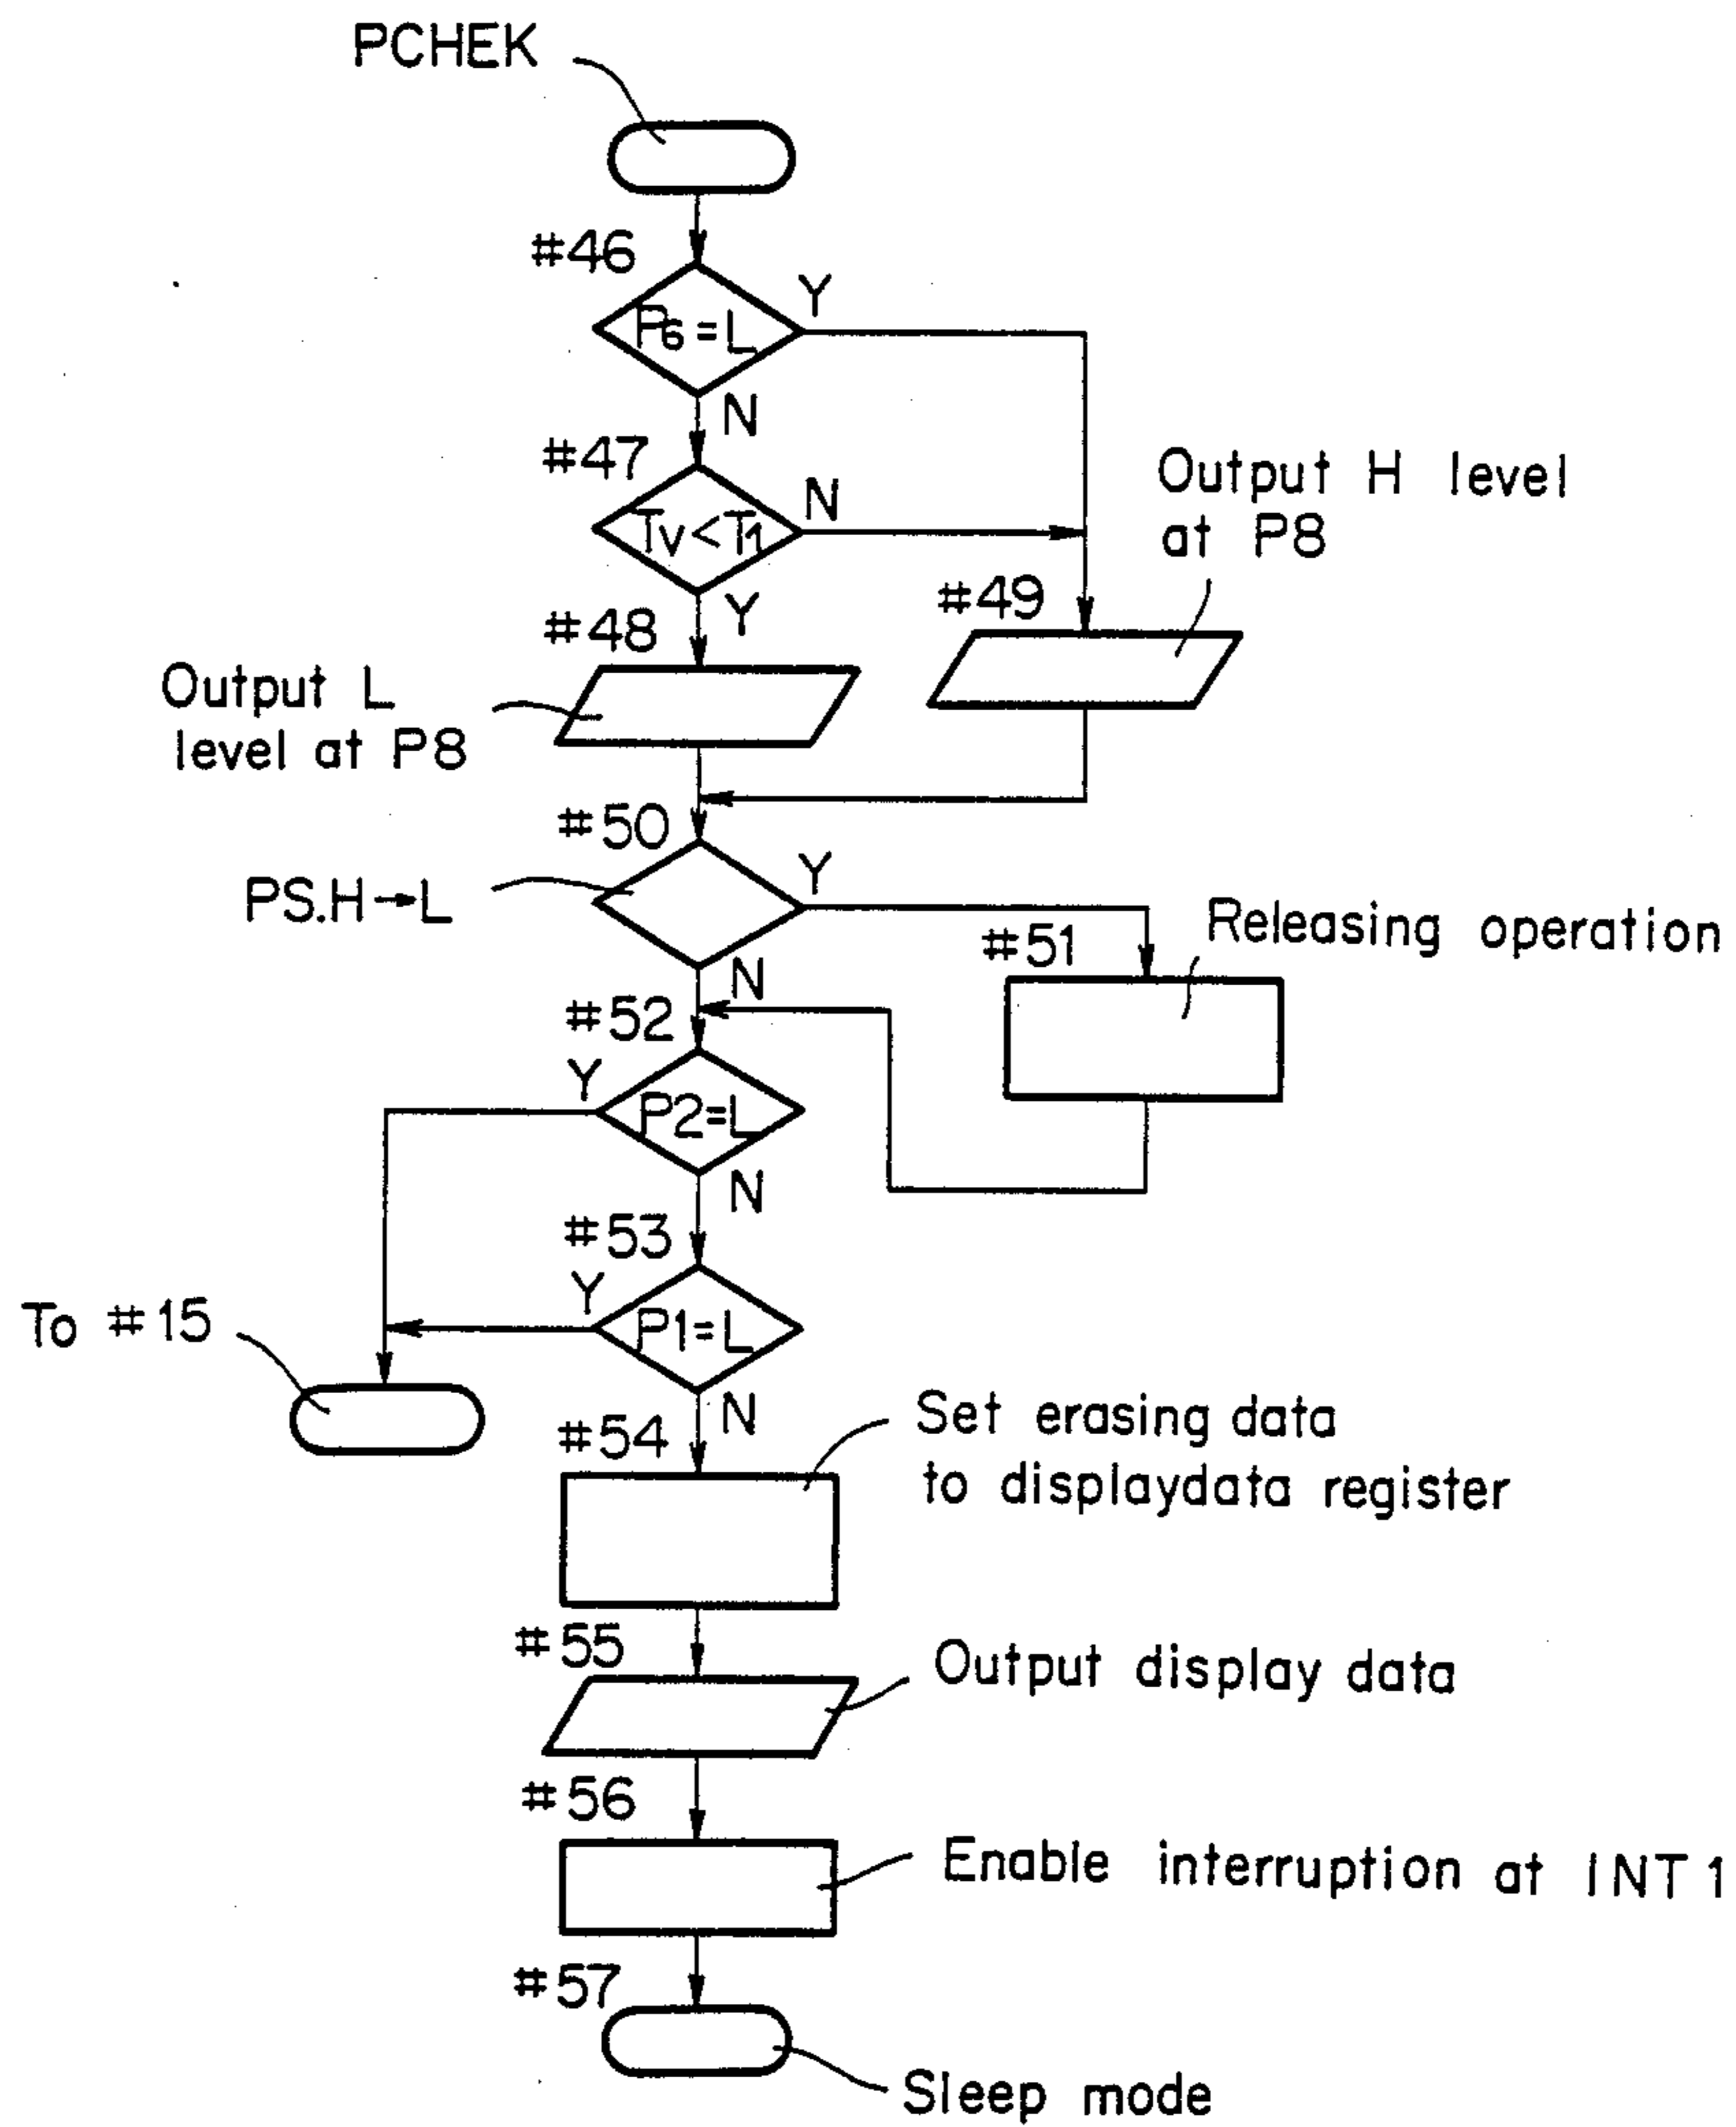 PCHEK
#46
P6=L
Y
N
#47
Tv<T1
N
Output H level
at P8
Y
#48
#49
Output L
level at P8
#50
PS.H→L
Y
Releasing operation
#51
N
#52
Y
P2=L
N
#53
Y
P1=L
To #15
N
#54
Set erasing data
to displaydata register
#55
Output display data
#56
Enable interruption at INT1
#57
Sleep mode